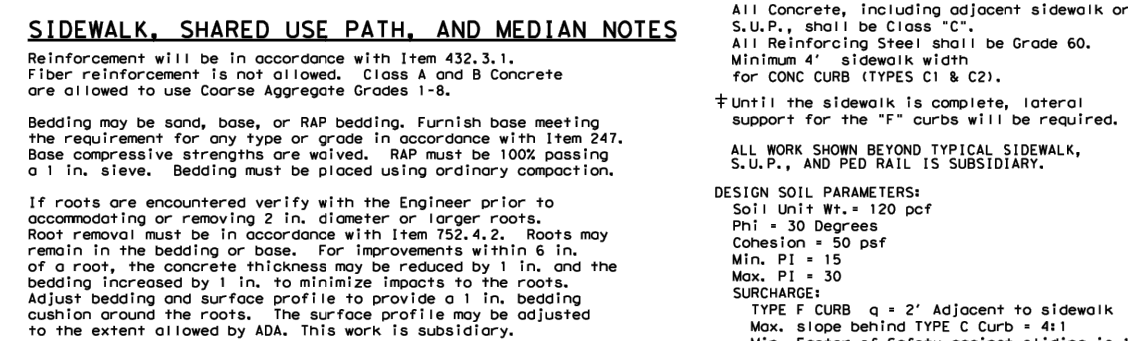 SIDEWALK, SHARED USE PATH, AND MEDIAN NOTES
Reinforcement will be in accordance with Item 432.3.1.
Fiber reinforcement is not allowed. Class A and B Concrete
are allowed to use Coarse Aggregate Grades 1-8.
Bedding may be sand, base, or RAP bedding. Furnish base meeting
the requirement for any type or grade in accordance with Item 247.
Base compressive strengths are waived. RAP must be 100% passing
a 1 in. sieve. Bedding must be placed using ordinary compaction.
If roots are encountered verify with the Engineer prior to
accommodating or removing 2 in. diameter or larger roots.
Root removal must be in accordance with Item 752.4.2. Roots may
remain in the bedding or base. For improvements within 6 in.
of a root, the concrete thickness may be reduced by 1 in. and the
bedding increased by 1 in. to minimize impacts to the roots.
Adjust bedding and surface profile to provide a 1 in. bedding
cushion around the roots. The surface profile may be adjusted
to the extent allowed by ADA. This work is subsidiary.
All Concrete, including adjacent sidewalk or
S.U.P., shall be Class "C".
All Reinforcing Steel shall be Grade 60.
Minimum 4' sidewalk width
for CONC CURB (TYPES C1 & C2).
‡ Until the sidewalk is complete, lateral
support for the "F" curbs will be required.
ALL WORK SHOWN BEYOND TYPICAL SIDEWALK,
S.U.P., AND PED RAIL IS SUBSIDIARY.
DESIGN SOIL PARAMETERS:
Soil Unit Wt.= 120 pcf
Phi = 30 Degrees
Cohesion = 50 psf
Min. PI = 15
Max. PI = 30
SURCHARGE:
TYPE F CURB q = 2' Adjacent to sidewalk
Max. slope behind TYPE C Curb = 4:1